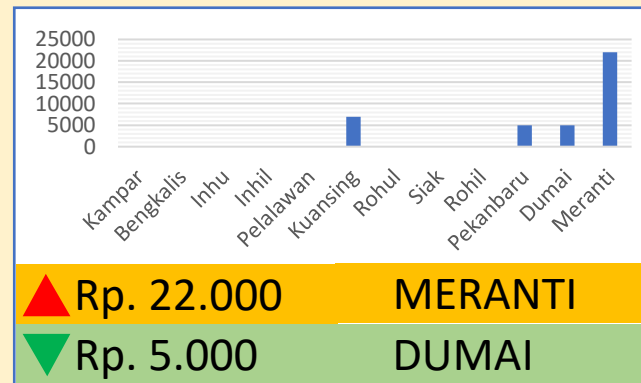 25000
20000
15000
10000
5000
0
Kampar
Bengkalis
Inhu
Inhil
Pelalawan
Kuansing
Rohul
Siak
Rohil
Pekanbaru
Dumai
Meranti
Rp. 22.000 MERANTI
Rp. 5.000 DUMAI